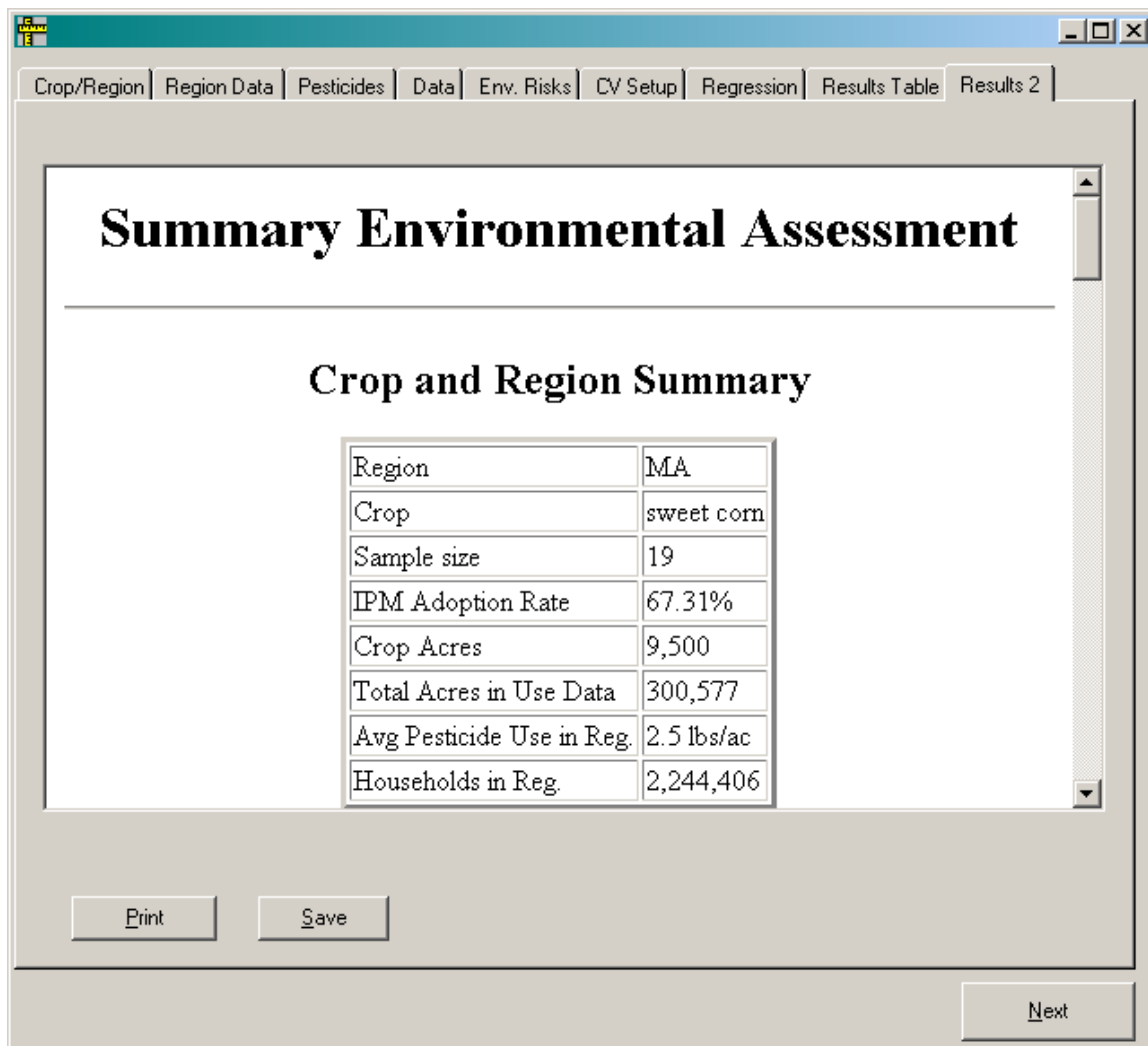 Crop/Region Region Data Pesticides Data Env. Risks CV Setup Regression Results Table Results 2
Summary Environmental Assessment
Crop and Region Summary
Region MA
Crop sweet corn
Sample size 19
IPM Adoption Rate 67.31%
Crop Acres 9,500
Total Acres in Use Data 300,577
Avg Pesticide Use in Reg. 2.5 lbs/ac
Households in Reg. 2,244,406
Print Save
Next